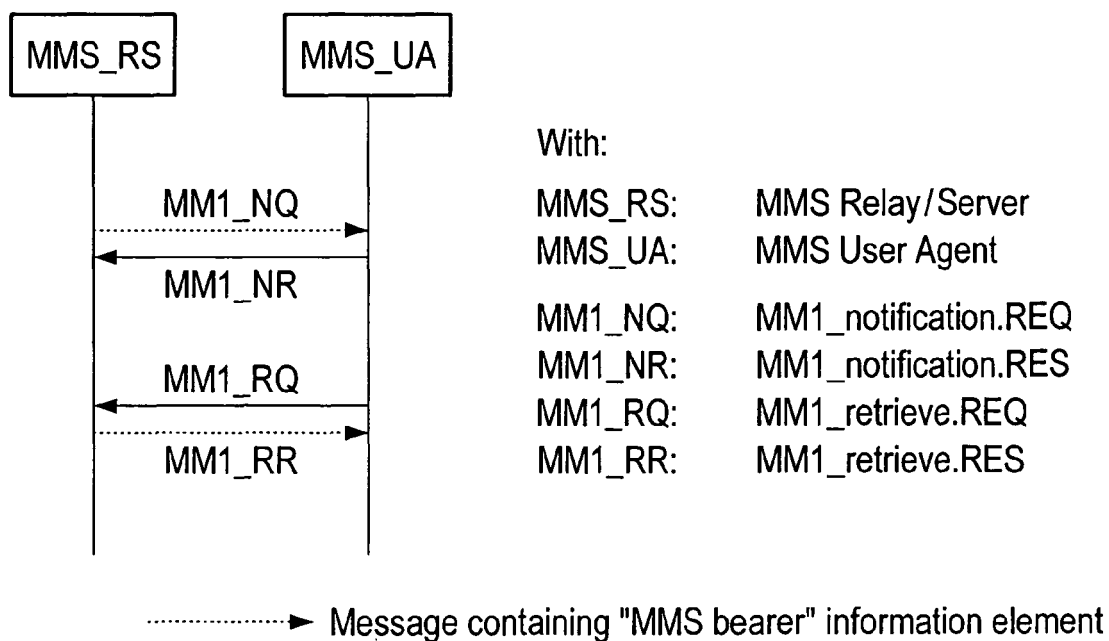 MMS_RS
MMS_UA
With:
MMS_RS: MMS Relay/Server
MMS_UA: MMS User Agent
MM1_NQ
MM1_NR
MM1_NQ: MM1_notification.REQ
MM1_NR: MM1_notification.RES
MM1_RQ
MM1_RQ: MM1_retrieve.REQ
MM1_RR
MM1_RR: MM1_retrieve.RES
Message containing "MMS bearer" information element